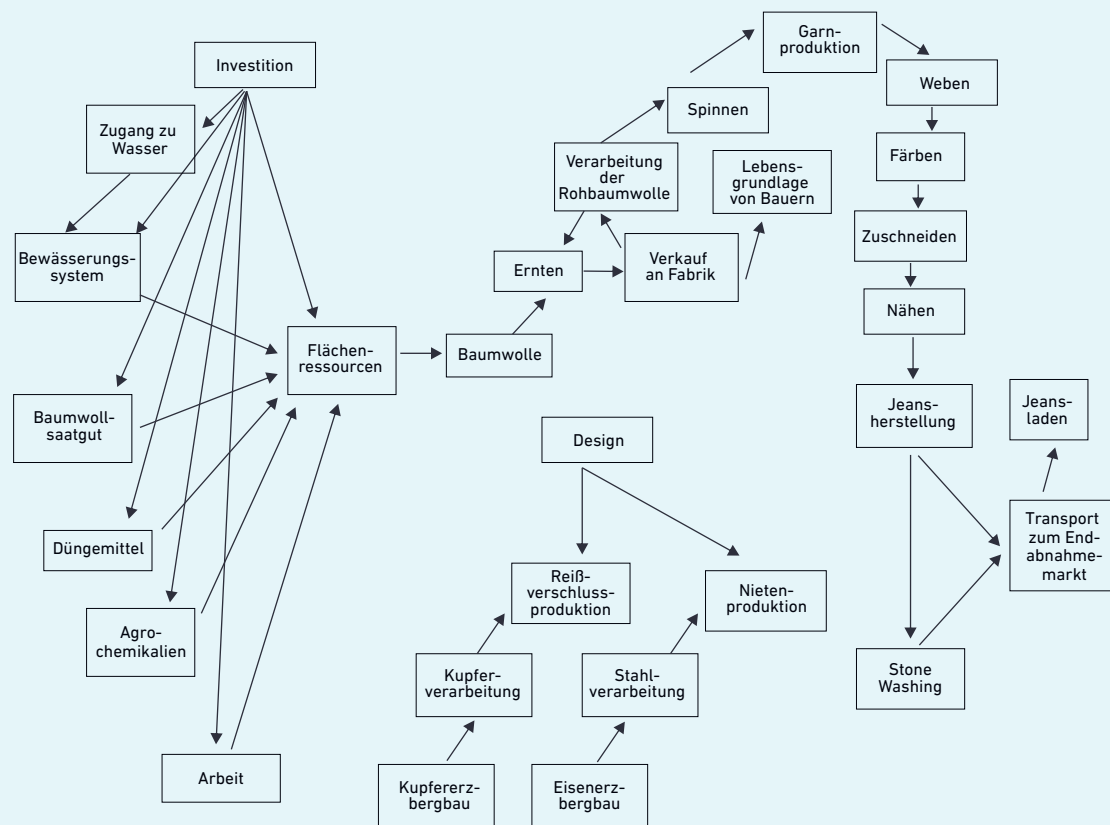 Investition
Zugang zu
Wasser
Bewässerungs-
system
Baumwoll-
saatgut
Düngemittel
Agro-
chemikalien
Arbeit
Flächen-
ressourcen
Baumwolle
Ernten
Verkauf
an Fabrik
Verarbeitung
der
Rohbaumwolle
Lebens-
grundlage
von Bauern
Spinnen
Garn-
produktion
Weben
Färben
Zuschneiden
Nähen
Jeans-
herstellung
Stone
Washing
Transport
zum End-
abnahme-
markt
Jeans-
laden
Design
Reiß-
verschluss-
produktion
Nieten-
produktion
Kupfer-
verarbeitung
Stahl-
verarbeitung
Kupfererz-
bergbau
Eisenerz-
bergbau